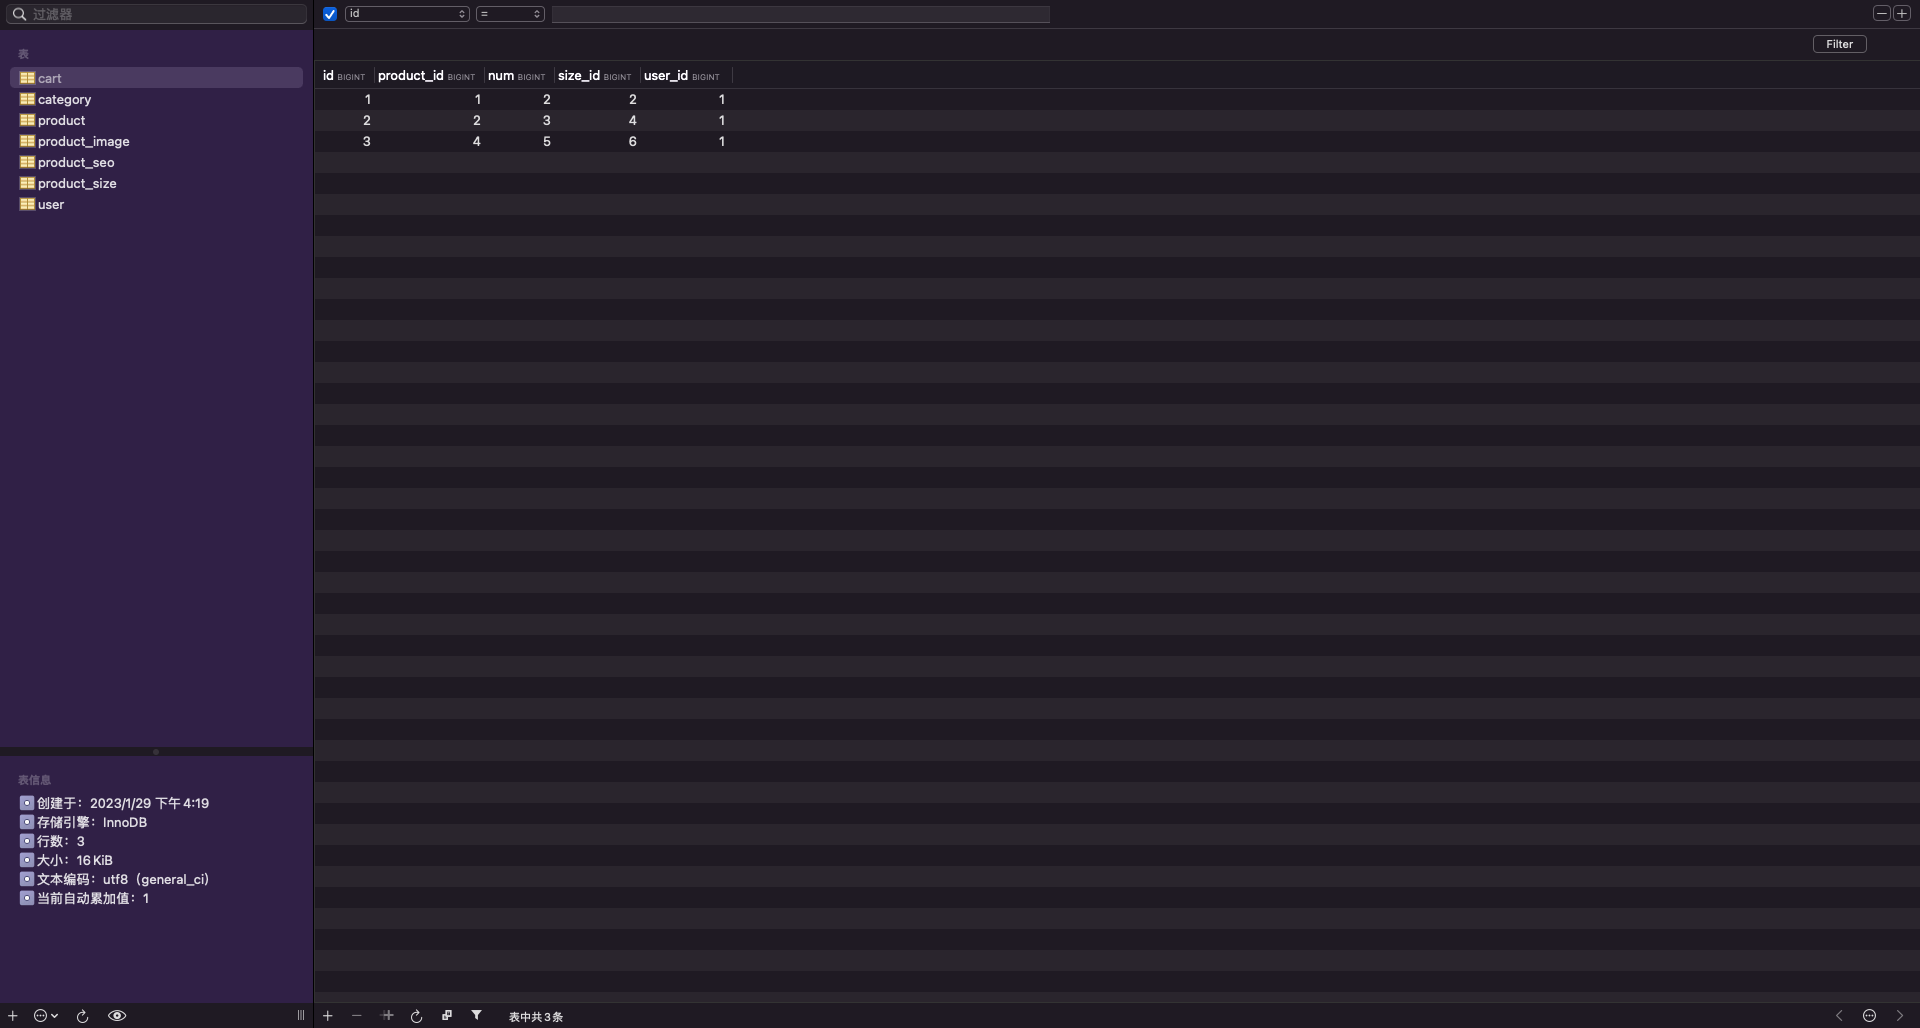 过滤器
表
cart
category
product
product_image
product_seo
product_size
user
表信息
创建于：2023/1/29 下午4:19
存储引擎：InnoDB
行数：3
大小：16 KiB
文本编码：utf8（general_ci）
当前自动累加值：1
id =
Filter
id BIGINT product_id BIGINT num BIGINT size_id BIGINT user_id BIGINT
1 1 2 2 1
2 2 3 4 1
3 4 5 6 1
表中共3条